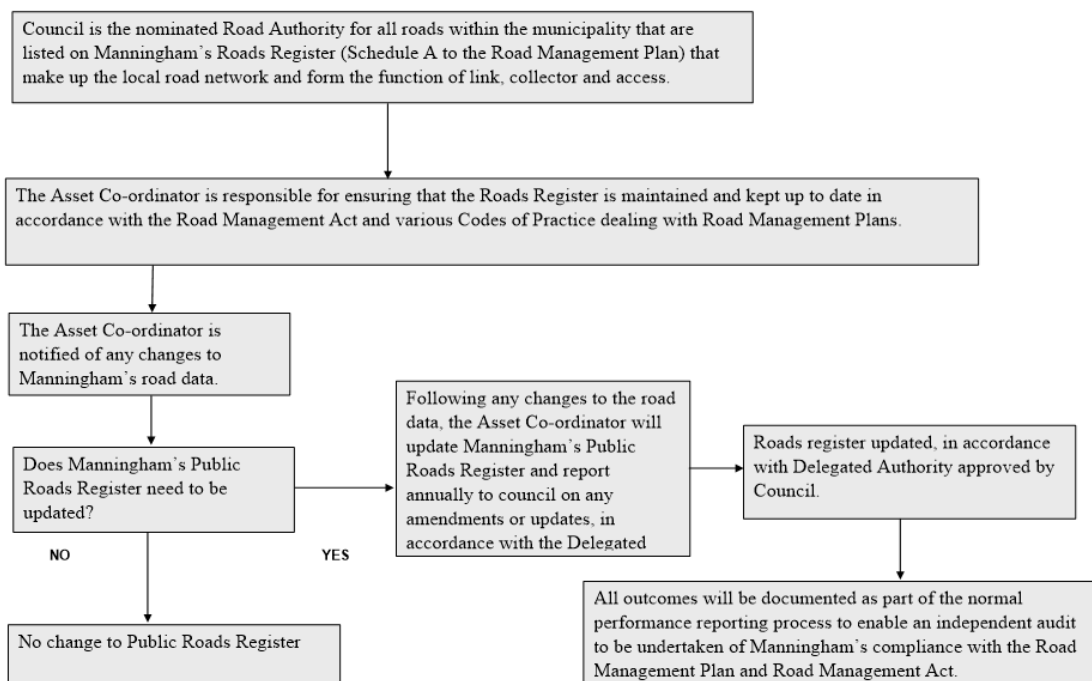 Council is the nominated Road Authority for all roads within the municipality that are
listed on Manningham's Roads Register (Schedule A to the Road Management Plan) that
make up the local road network and form the function of link, collector and access.
The Asset Co-ordinator is responsible for ensuring that the Roads Register is maintained and kept up to date in
accordance with the Road Management Act and various Codes of Practice dealing with Road Management Plans.
The Asset Co-ordinator is
notified of any changes to
Manningham's road data.
Does Manningham's Public
Roads Register need to be
updated?
NO
YES
No change to Public Roads Register
Following any changes to the road
data, the Asset Co-ordinator will
update Manningham's Public
Roads Register and report
annually to council on any
amendments or updates, in
accordance with the Delegated
Roads register updated, in accordance
with Delegated Authority approved by
Council.
All outcomes will be documented as part of the normal
performance reporting process to enable an independent audit
to be undertaken of Manningham's compliance with the Road
Management Plan and Road Management Act.